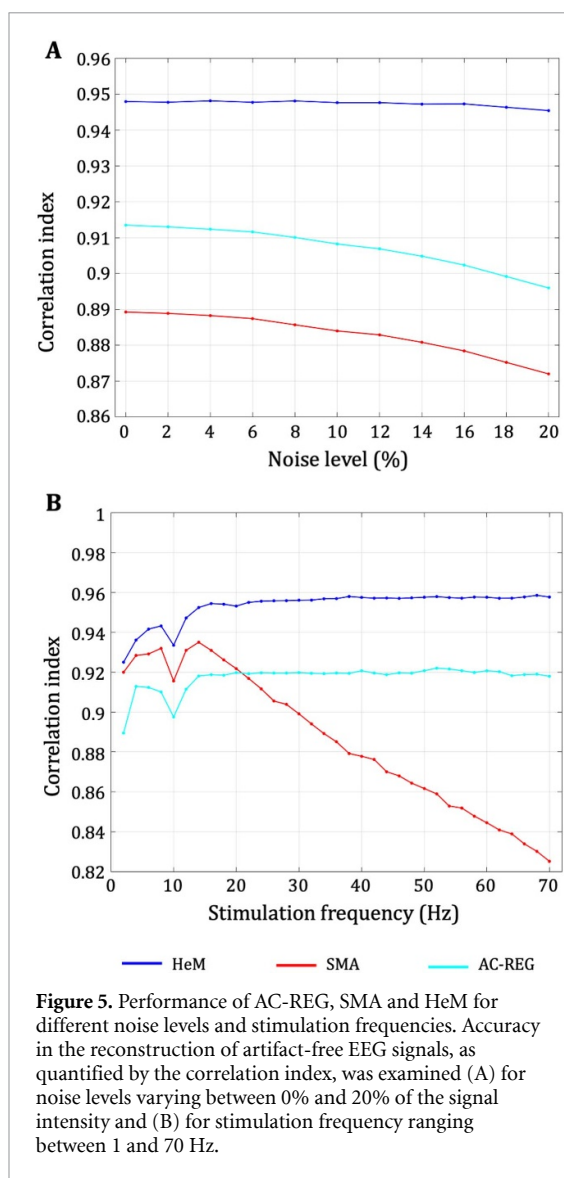 A
0.96
0.95
0.94
0.93
0.92
0.91
0.9
0.89
0.88
0.87
0.86
Correlation index
0 2 4 6 8 10 12 14 16 18 20
Noise level (%)
B
1
0.98
0.96
0.94
0.92
0.9
0.88
0.86
0.84
0.82
Correlation index
0 10 20 30 40 50 60 70
Stimulation frequency (Hz)
HeM SMA AC-REG
Figure 5. Performance of AC-REG, SMA and HeM for
different noise levels and stimulation frequencies. Accuracy
in the reconstruction of artifact-free EEG signals, as
quantified by the correlation index, was examined (A) for
noise levels varying between 0% and 20% of the signal
intensity and (B) for stimulation frequency ranging
between 1 and 70 Hz.